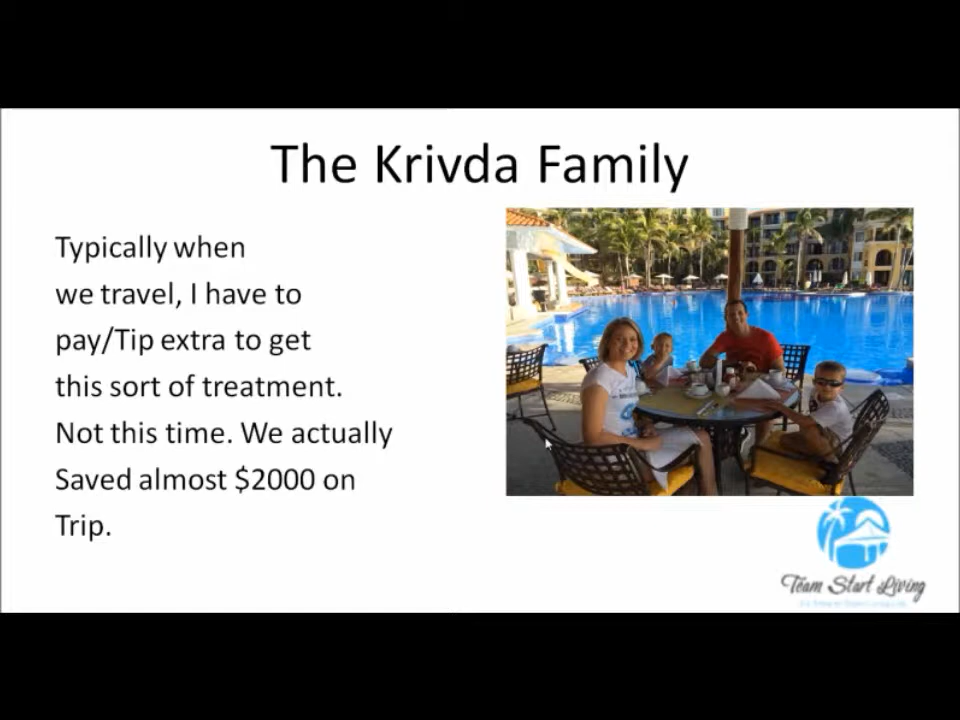 The Krivda Family
Typically when
we travel, I have to
pay/Tip extra to get
this sort of treatment.
Not this time. We actually
Saved almost $2000 on
Trip.
Team Start Living